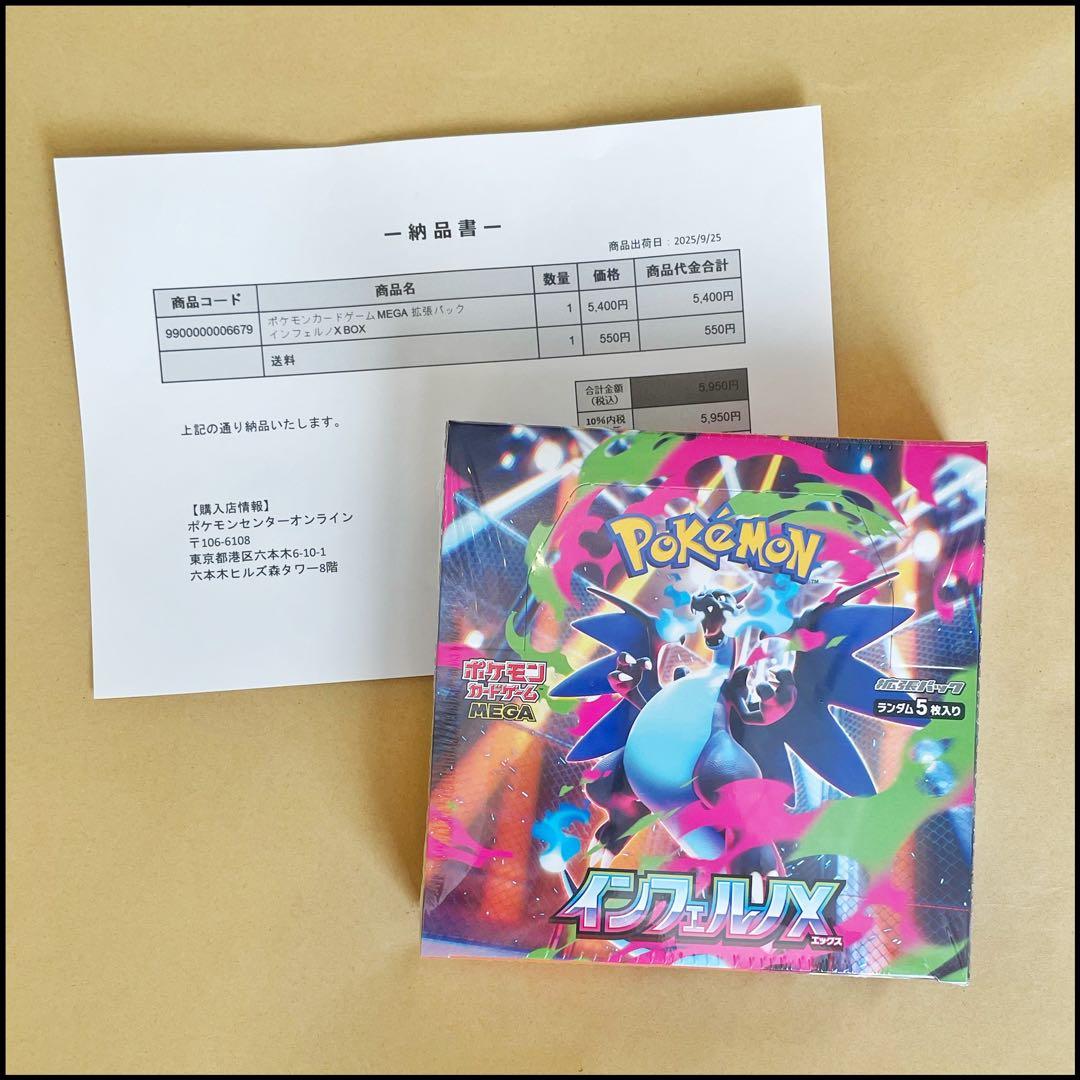 ー納品書ー
商品出荷日：2025/9/25
商品コード 商品名 数量 価格 商品代金合計
9900000006679 ポケモンカードゲームMEGA 拡張パック 1 5,400円 5,400円
インフェルノX BOX
送料 1 550円 550円
合計金額 5,950円
（税込）
10%内税 5,950円
上記の通り納品いたします。
【購入店情報】
ポケモンセンターオンライン
〒106-6108
東京都港区六本木6-10-1
六本木ヒルズ森タワー8階
POKéMON
TM
ポケモン
カードゲーム
MEGA
拡張パック
ランダム5枚入り
インフェルノX
エックス